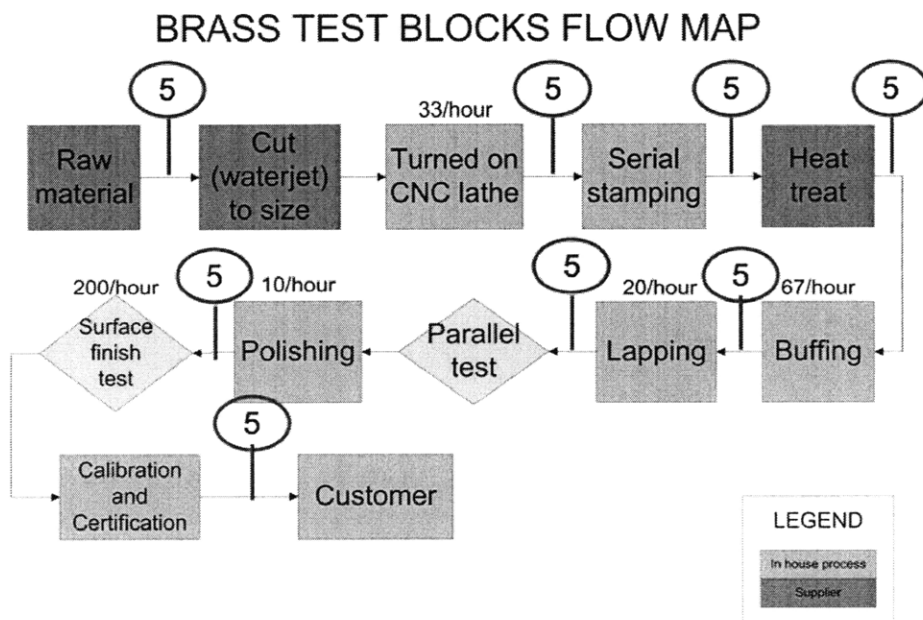 BRASS TEST BLOCKS FLOW MAP
5
5
5
5
33/hour
Raw
material
Cut
(waterjet)
to size
Turned on
CNC lathe
Serial
stamping
Heat
treat
5
5
5
200/hour
10/hour
20/hour
67/hour
Surface
finish
test
Polishing
Parallel
test
Lapping
Buffing
5
Calibration
and
Certification
Customer
LEGEND
In house process
Supplier